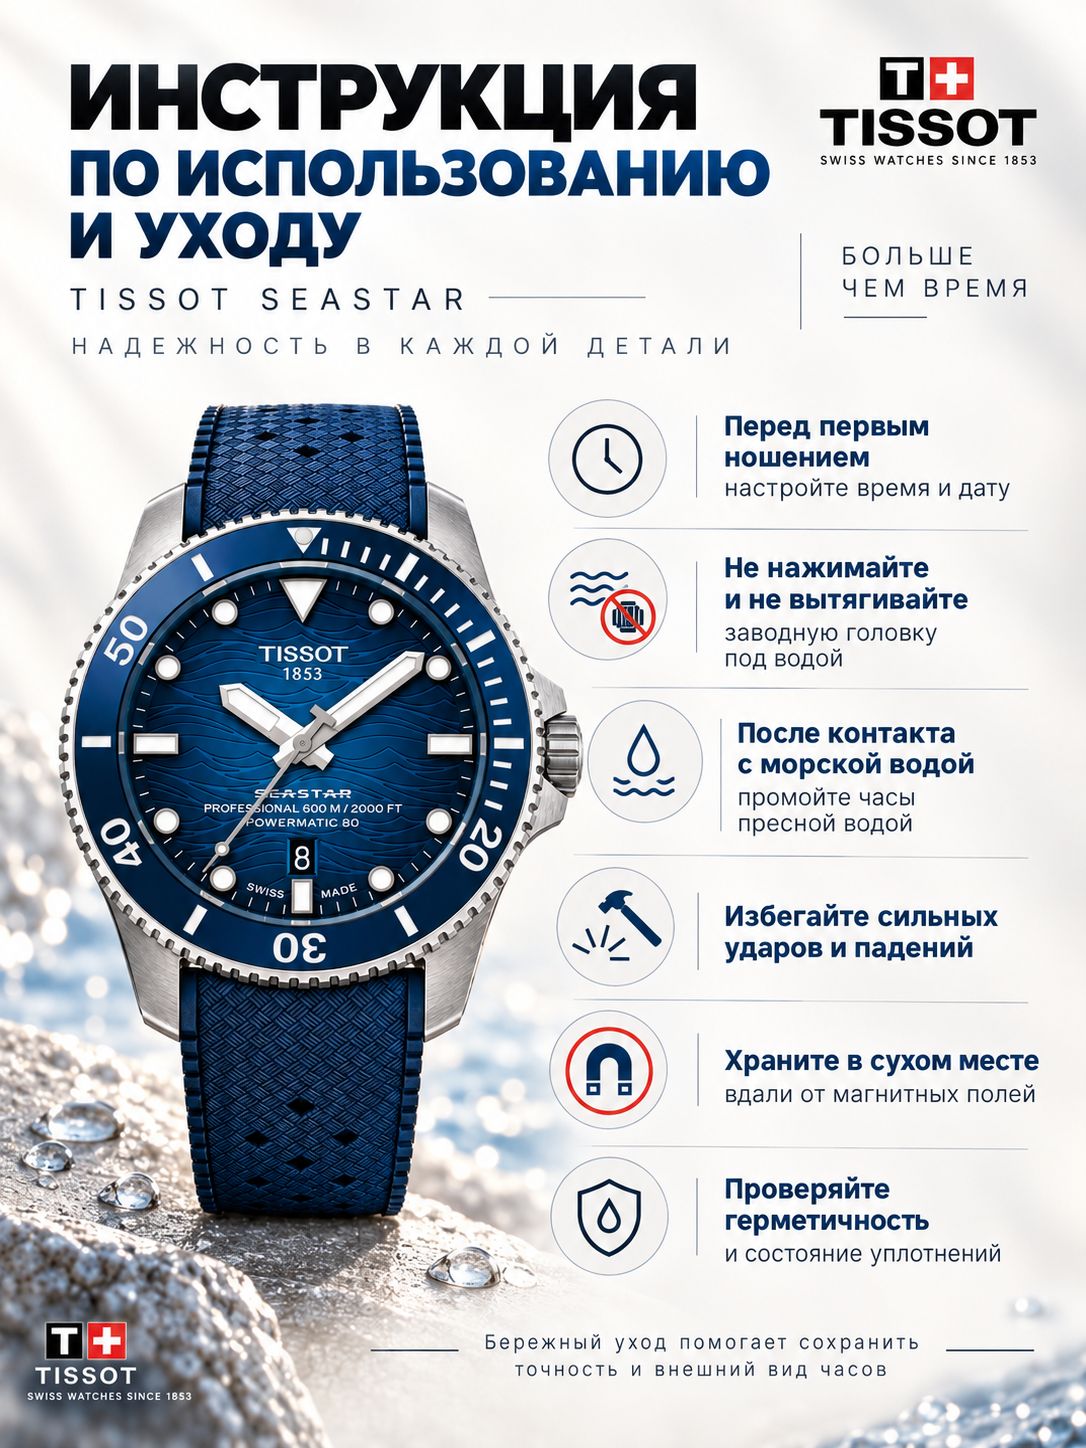 ИНСТРУКЦИЯ
ПО ИСПОЛЬЗОВАНИЮ
И УХОДУ
TISSOT SEASTAR
НАДЕЖНОСТЬ В КАЖДОЙ ДЕТАЛИ
T+
TISSOT
SWISS WATCHES SINCE 1853
БОЛЬШЕ
ЧЕМ ВРЕМЯ
50
40
30
20
TISSOT
1853
SEASTAR
PROFESSIONAL 600 M / 2000 FT
POWERMATIC 80
8
SWISS MADE
Перед первым
ношением
настройте время и дату
Не нажимайте
и не вытягивайте
заводную головку
под водой
После контакта
с морской водой
промойте часы
пресной водой
Избегайте сильных
ударов и падений
Храните в сухом месте
вдали от магнитных полей
Проверяйте
герметичность
и состояние уплотнений
T+
TISSOT
SWISS WATCHES SINCE 1853
Бережный уход помогает сохранить
точность и внешний вид часов